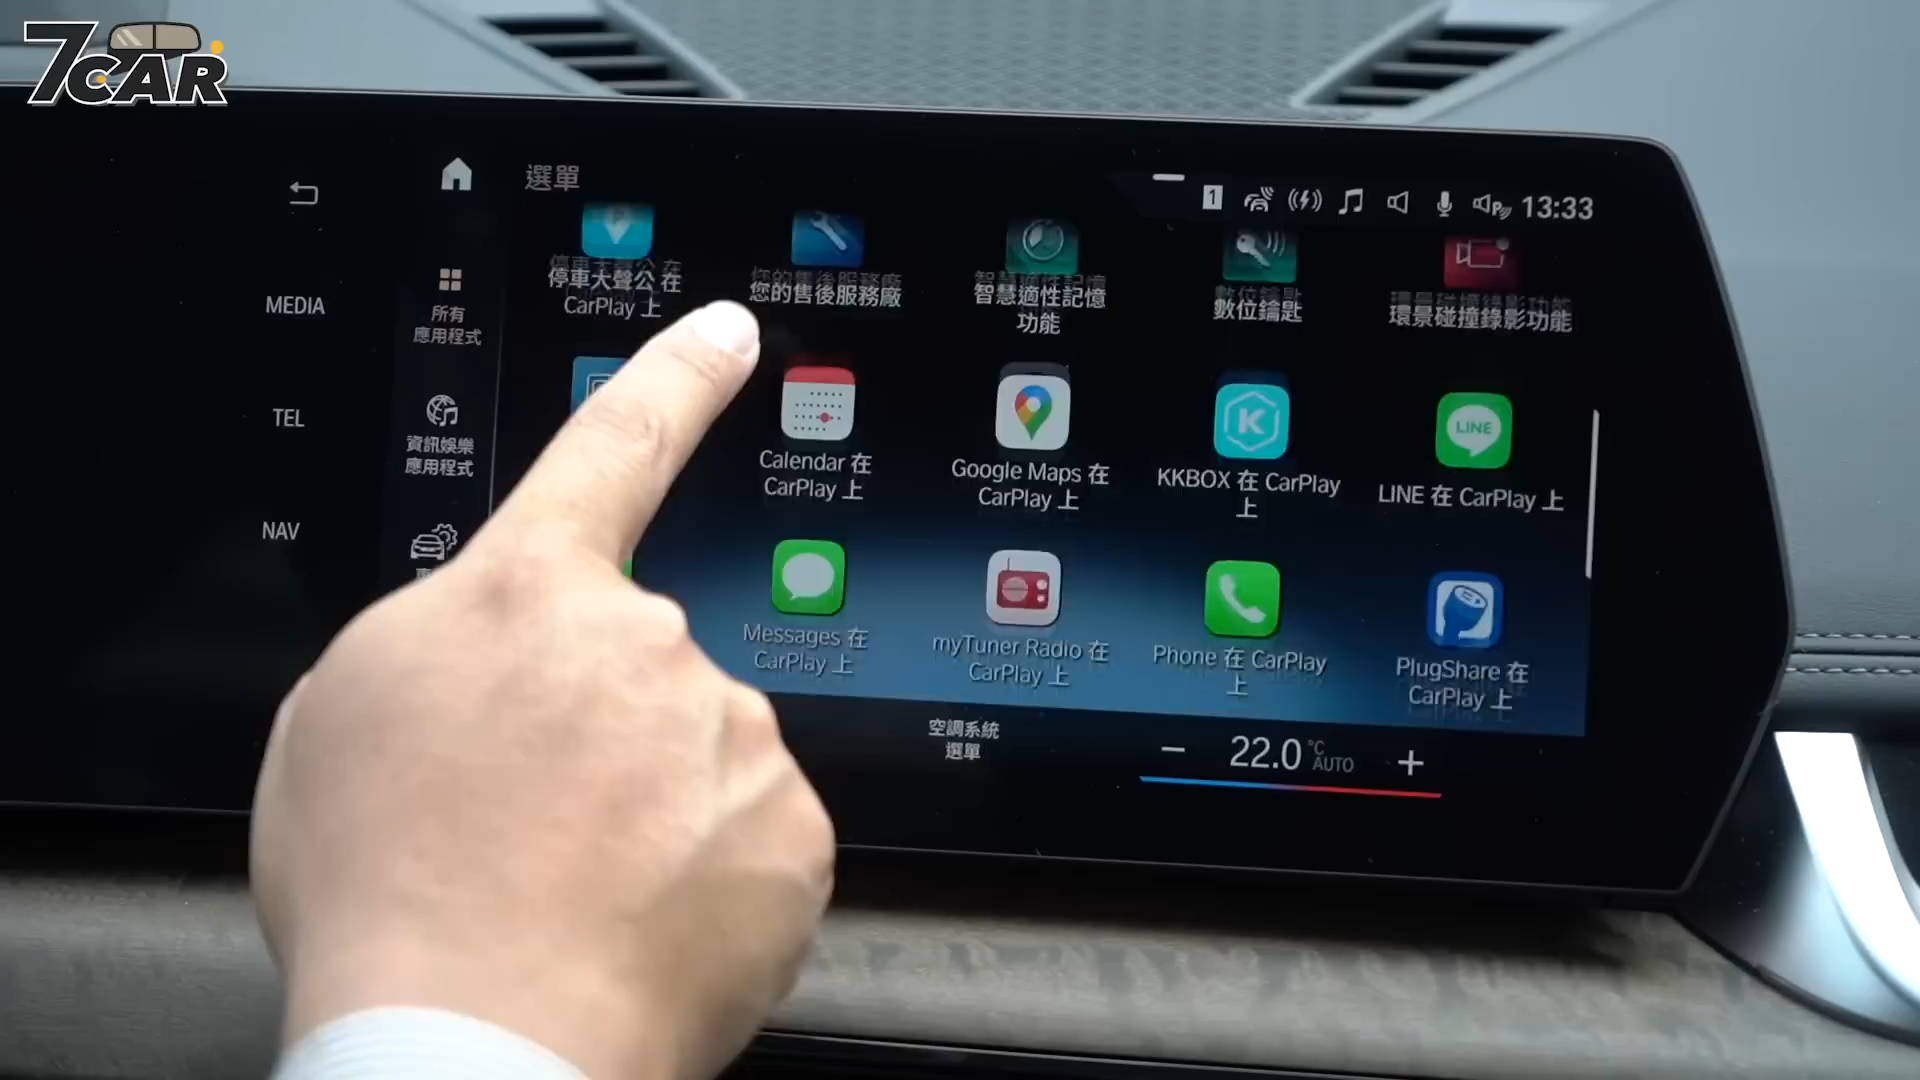 7CAR
選單
1
13:33
停車大聲公 在
CarPlay 上
您的售後服務廠
智慧適性記憶
功能
數位鑰匙
環景碰撞錄影功能
MEDIA
TEL
NAV
所有
應用程式
資訊娛樂
應用程式
Calendar 在
CarPlay 上
Google Maps 在
CarPlay 上
KKBOX 在 CarPlay
上
LINE
LINE 在 CarPlay 上
Messages 在
CarPlay 上
myTuner Radio 在
CarPlay 上
Phone 在 CarPlay
上
PlugShare 在
CarPlay 上
空調系統
選單
− 22.0 °C AUTO +